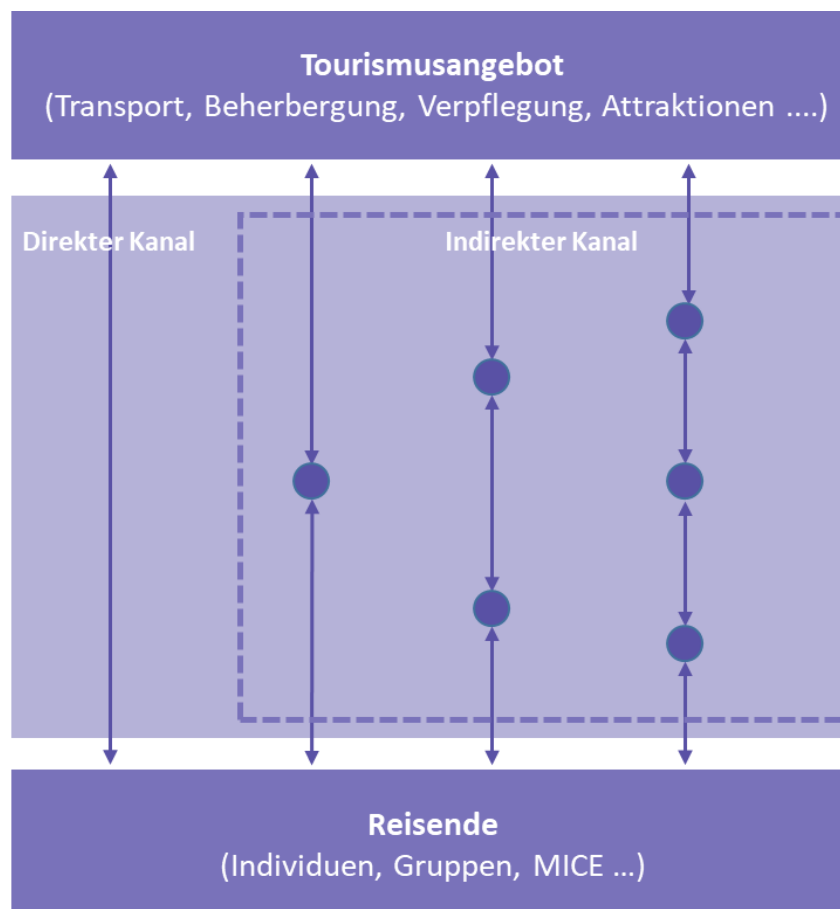 Tourismusangebot
(Transport, Beherbergung, Verpflegung, Attraktionen ....)
Direkter Kanal
Indirekter Kanal
Reisende
(Individuen, Gruppen, MICE ...)